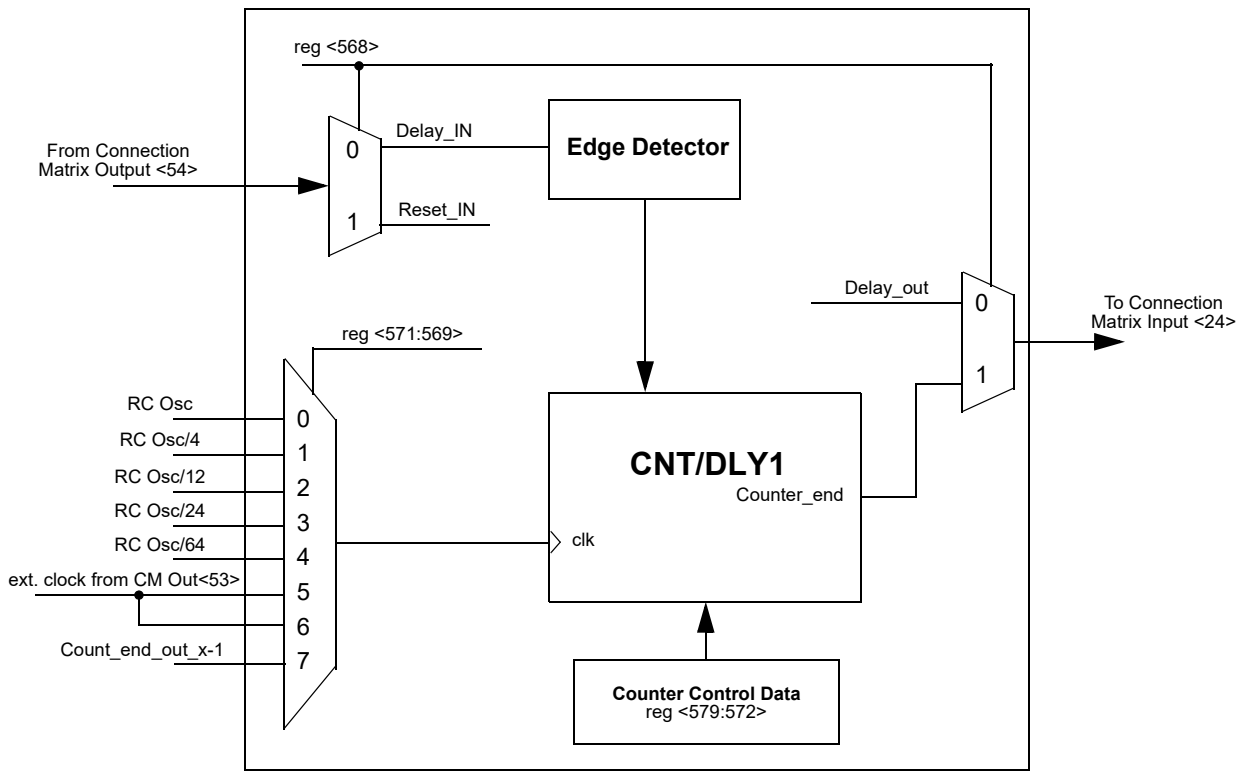 reg <568>
From Connection
Matrix Output <54>
0
Delay_IN
1
Reset_IN
Edge Detector
Delay_out
0
1
To Connection
Matrix Input <24>
reg <571:569>
RC Osc
0
RC Osc/4
1
RC Osc/12
2
RC Osc/24
3
RC Osc/64
4
ext. clock from CM Out<53>
5
6
Count_end_out_x-1
7
CNT/DLY1
Counter_end
clk
Counter Control Data
reg <579:572>